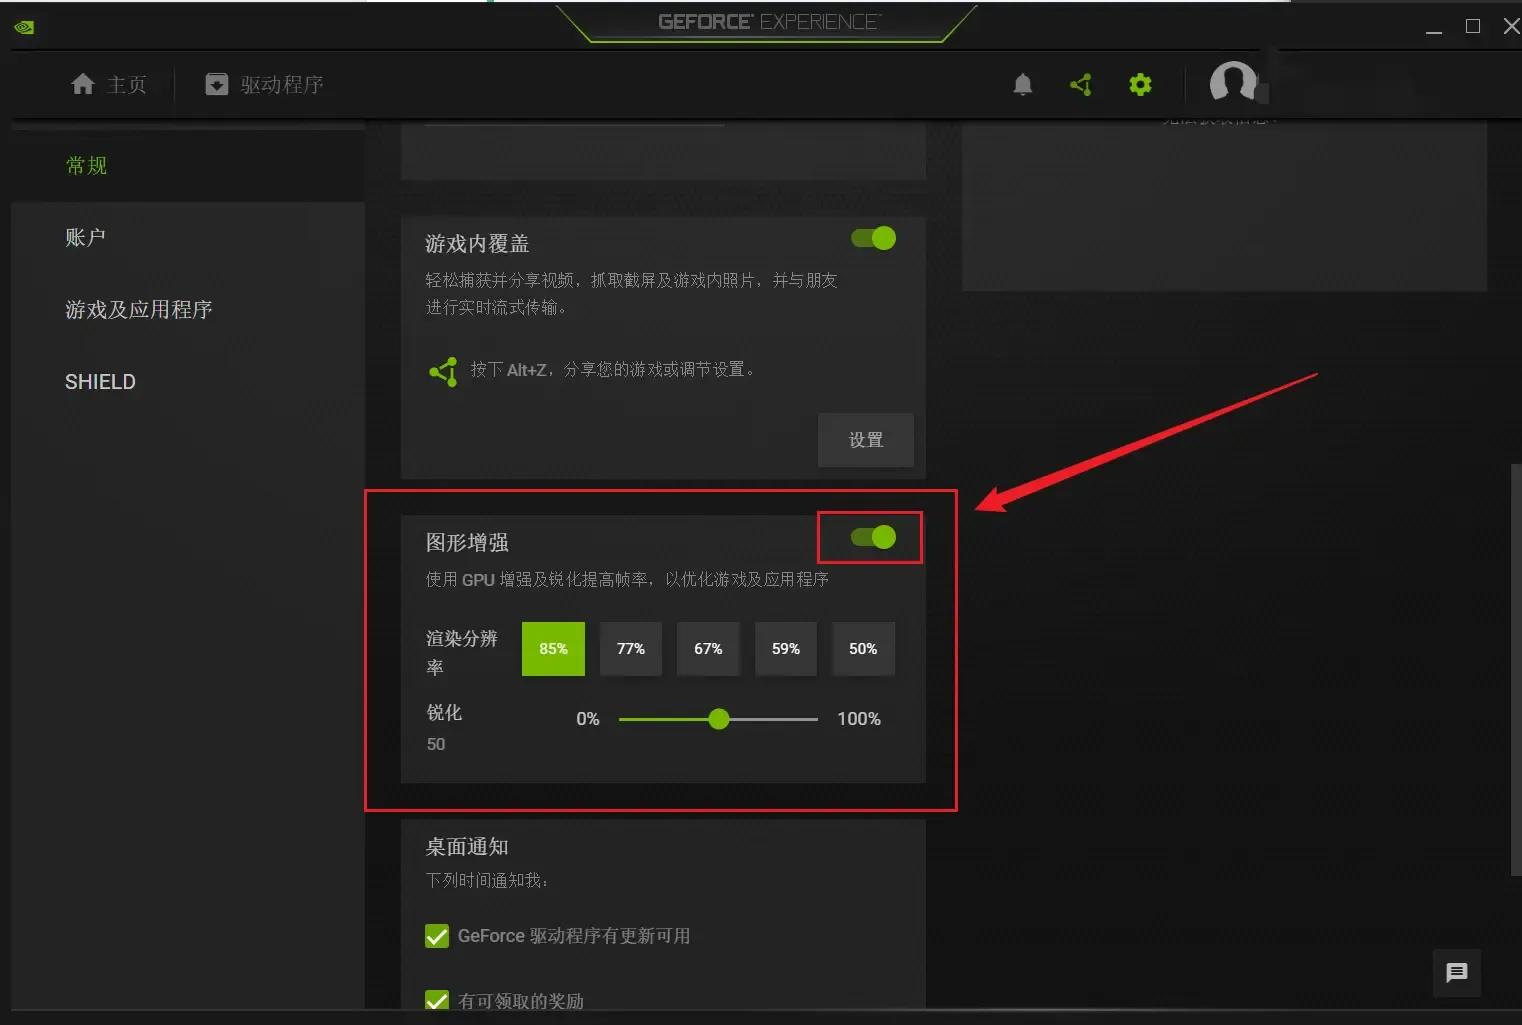 GEFORCE EXPERIENCE
主页
驱动程序
常规
账户
游戏及应用程序
SHIELD
游戏内覆盖
轻松捕获并分享视频，抓取截屏及游戏内照片，并与朋友
进行实时流式传输。
按下 Alt+Z，分享您的游戏或调节设置。
设置
图形增强
使用 GPU 增强及锐化提高帧率，以优化游戏及应用程序
渲染分辨
率
85%
77%
67%
59%
50%
锐化
0%
100%
50
桌面通知
下列时间通知我：
GeForce 驱动程序有更新可用
有可领取的奖励